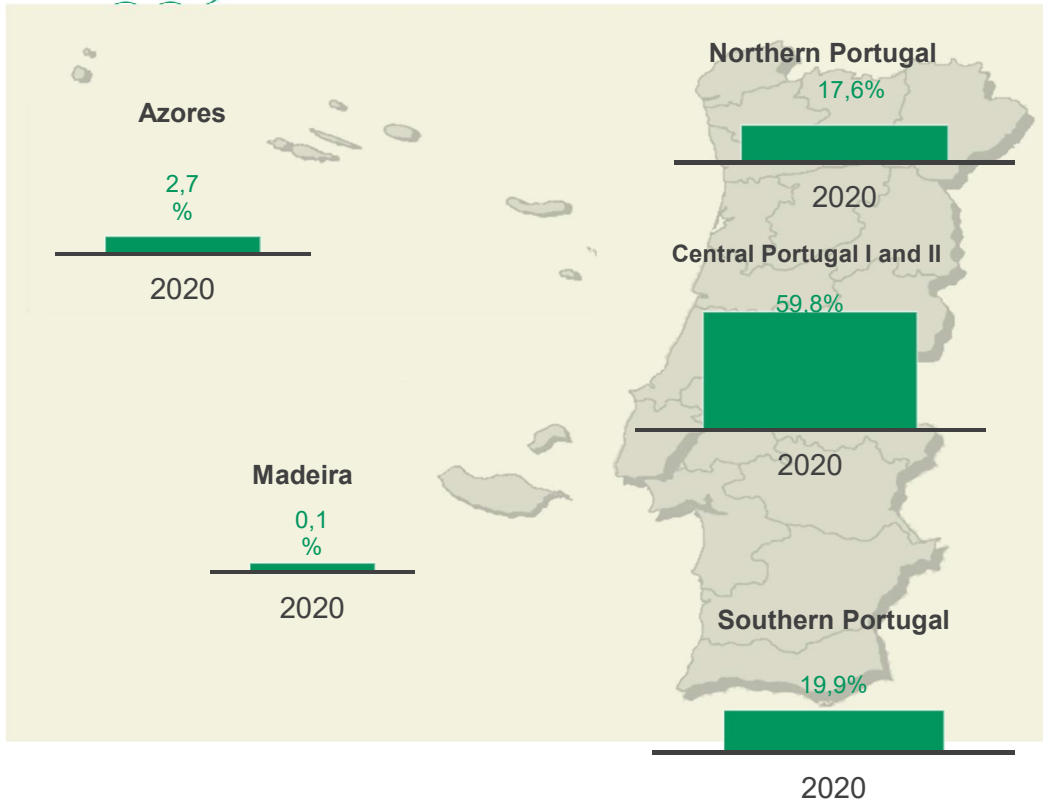 Azores
2,7
%
2020
Madeira
0,1
%
2020
Northern Portugal
17,6%
2020
Central Portugal I and II
59,8%
2020
Southern Portugal
19,9%
2020